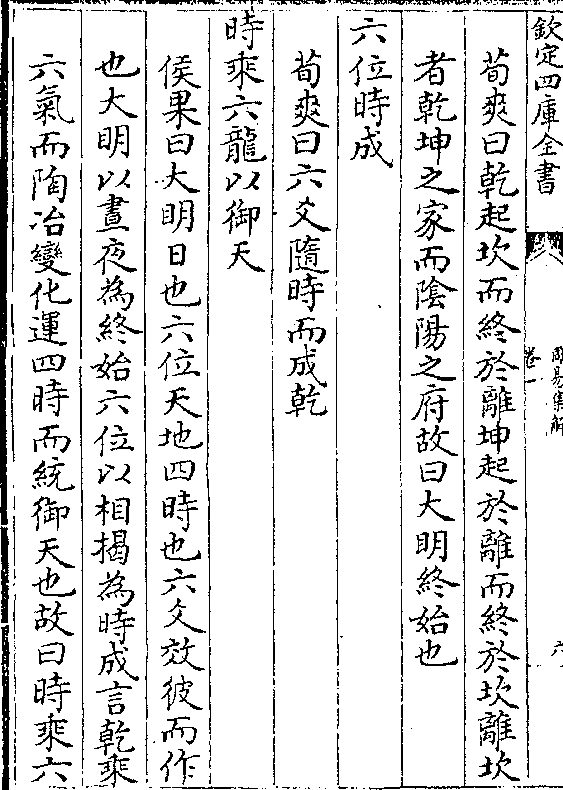 欽定四庫全書
周易集解
卷一
六
荀爽曰乾起坎而終於離坤起於離而終於坎離坎
者乾坤之家而陰陽之府故曰大明終始也
六位時成
荀爽曰六爻隨時而成乾
時乘六龍以御天
侯果曰大明日也六位天地四時也六爻效彼而作
也大明以晝夜為終始六位以相揭為時成言乾乘
六氣而陶冶變化運四時而統御天也故曰時乘六